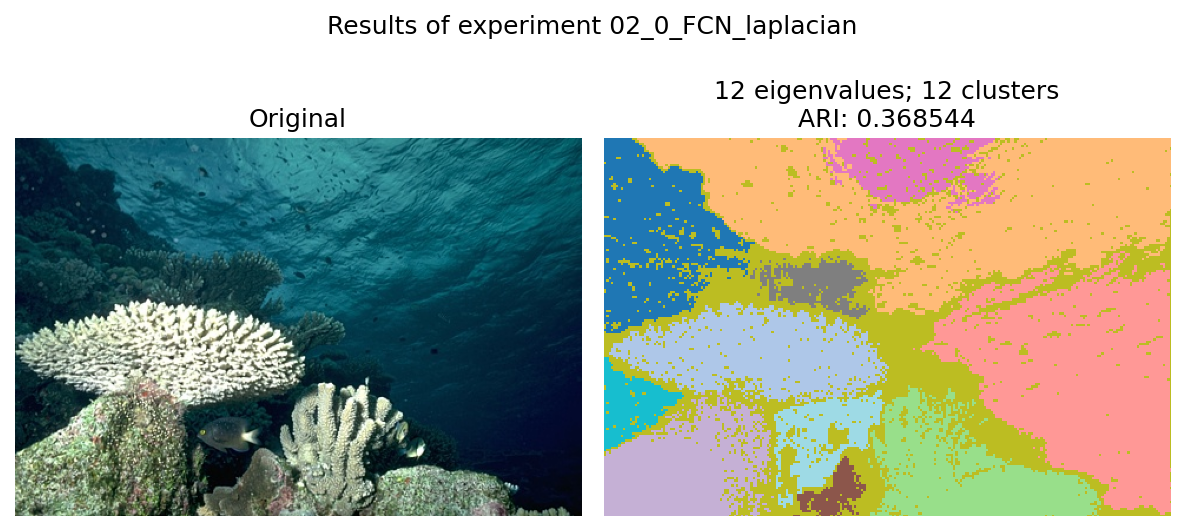 Results of experiment 02_0_FCN_laplacian
Original
12 eigenvalues; 12 clusters
ARI: 0.368544